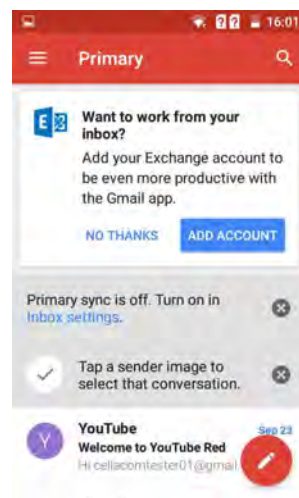 ?? 16:01
Primary
E
Want to work from your
inbox?
Add your Exchange account to
be even more productive with
the Gmail app.
NO THANKS ADD ACCOUNT
Primary sync is off. Turn on in
Inbox settings.
Tap a sender image to
select that conversation.
Y
YouTube Sep 23
Welcome to YouTube Red
Hi cellacomtester01@gmail